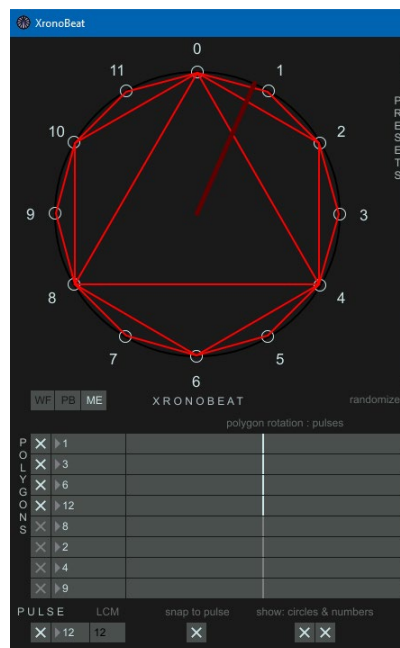 XronoBeat
0
11
1
10
2
9
3
8
4
7
5
6
PRESETS
WF PB ME
XRONOBEAT
randomize
polygon rotation : pulses
POLYGONS
1
3
6
12
8
2
4
9
PULSE
LCM
snap to pulse
show: circles & numbers
12
12